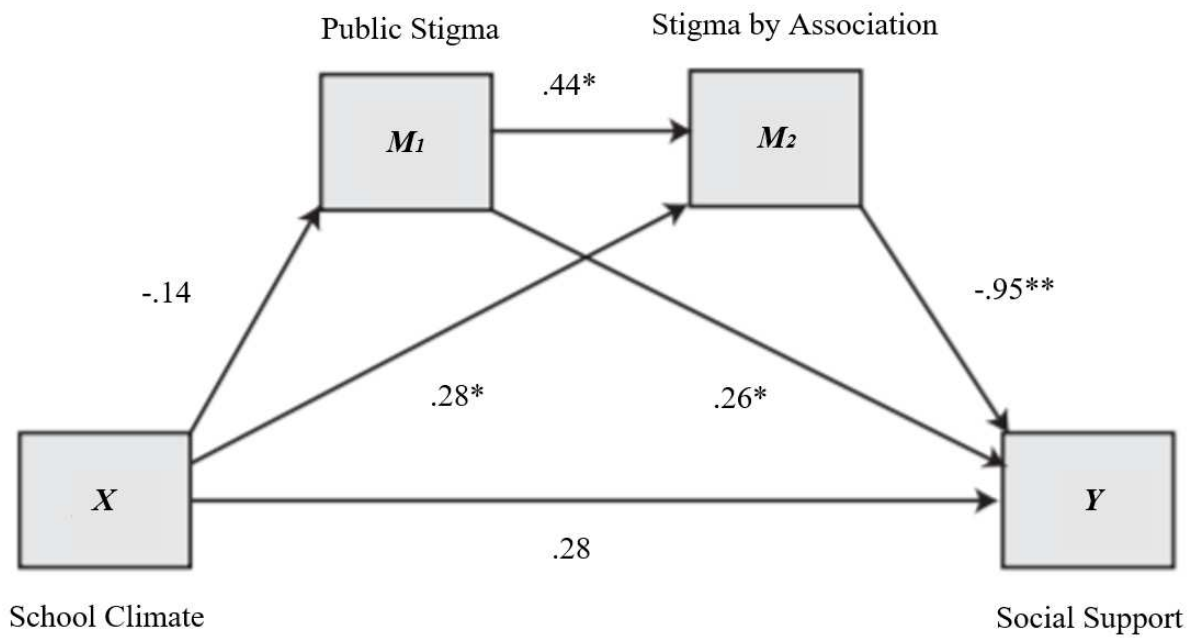 Public Stigma
Stigma by Association
.44*
M1
M2
-.14
-.95**
.28*
.26*
X
Y
.28
School Climate
Social Support